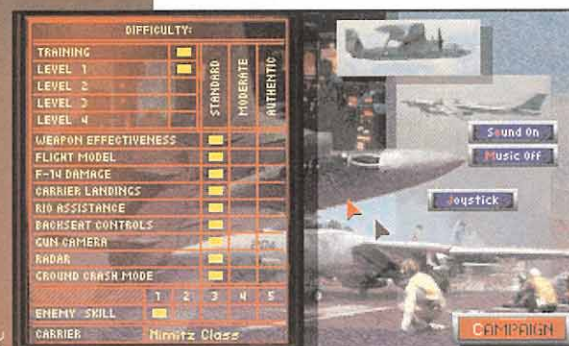 DIFFICULTY:
TRAINING
LEVEL 1
LEVEL 2
LEVEL 3
LEVEL 4
STANDARD
MODERATE
AUTHENTIC
WEAPON EFFECTIVENESS
FLIGHT MODEL
F-14 DAMAGE
CARRIER LANDINGS
RIO ASSISTANCE
BACKSEAT CONTROLS
GUN CAMERA
RADAR
GROUND CRASH MODE
1 2 3 4 5
ENEMY SKILL
CARRIER Nimitz Class
Sound On
Music Off
Joystick
CAMPAIGN